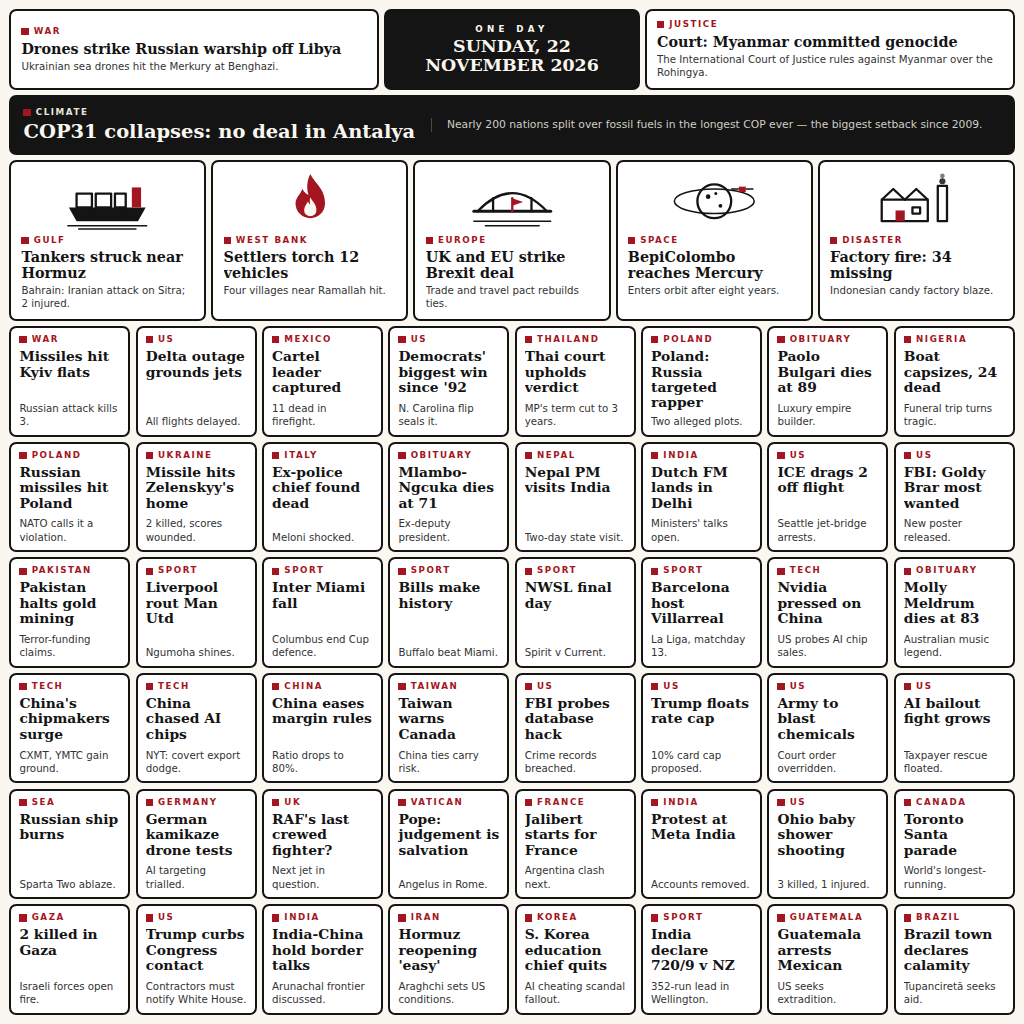 WAR
Drones strike Russian warship off Libya
Ukrainian sea drones hit the Merkury at Benghazi.
ONE DAY
SUNDAY, 22
NOVEMBER 2026
JUSTICE
Court: Myanmar committed genocide
The International Court of Justice rules against Myanmar over the
Rohingya.
CLIMATE
COP31 collapses: no deal in Antalya
Nearly 200 nations split over fossil fuels in the longest COP ever — the biggest setback since 2009.
GULF
Tankers struck near
Hormuz
Bahrain: Iranian attack on Sitra;
2 injured.
WEST BANK
Settlers torch 12
vehicles
Four villages near Ramallah hit.
EUROPE
UK and EU strike
Brexit deal
Trade and travel pact rebuilds
ties.
SPACE
BepiColombo
reaches Mercury
Enters orbit after eight years.
DISASTER
Factory fire: 34
missing
Indonesian candy factory blaze.
WAR
Missiles hit
Kyiv flats
Russian attack kills
3.
US
Delta outage
grounds jets
All flights delayed.
MEXICO
Cartel
leader
captured
11 dead in
firefight.
US
Democrats'
biggest win
since '92
N. Carolina flip
seals it.
THAILAND
Thai court
upholds
verdict
MP's term cut to 3
years.
POLAND
Poland:
Russia
targeted
rapper
Two alleged plots.
OBITUARY
Paolo
Bulgari dies
at 89
Luxury empire
builder.
NIGERIA
Boat
capsizes, 24
dead
Funeral trip turns
tragic.
POLAND
Russian
missiles hit
Poland
NATO calls it a
violation.
UKRAINE
Missile hits
Zelenskyy's
home
2 killed, scores
wounded.
ITALY
Ex-police
chief found
dead
Meloni shocked.
OBITUARY
Mlambo-
Ngcuka dies
at 71
Ex-deputy
president.
NEPAL
Nepal PM
visits India
Two-day state visit.
INDIA
Dutch FM
lands in
Delhi
Ministers' talks
open.
US
ICE drags 2
off flight
Seattle jet-bridge
arrests.
US
FBI: Goldy
Brar most
wanted
New poster
released.
PAKISTAN
Pakistan
halts gold
mining
Terror-funding
claims.
SPORT
Liverpool
rout Man
Utd
Ngumoha shines.
SPORT
Inter Miami
fall
Columbus end Cup
defence.
SPORT
Bills make
history
Buffalo beat Miami.
SPORT
NWSL final
day
Spirit v Current.
SPORT
Barcelona
host
Villarreal
La Liga, matchday
13.
TECH
Nvidia
pressed on
China
US probes AI chip
sales.
OBITUARY
Molly
Meldrum
dies at 83
Australian music
legend.
TECH
China's
chipmakers
surge
CXMT, YMTC gain
ground.
TECH
China
chased AI
chips
NYT: covert export
dodge.
CHINA
China eases
margin rules
Ratio drops to
80%.
TAIWAN
Taiwan
warns
Canada
China ties carry
risk.
US
FBI probes
database
hack
Crime records
breached.
US
Trump floats
rate cap
10% card cap
proposed.
US
Army to
blast
chemicals
Court order
overridden.
US
AI bailout
fight grows
Taxpayer rescue
floated.
SEA
Russian ship
burns
Sparta Two ablaze.
GERMANY
German
kamikaze
drone tests
AI targeting
trialled.
UK
RAF's last
crewed
fighter?
Next jet in
question.
VATICAN
Pope:
judgement is
salvation
Angelus in Rome.
FRANCE
Jalibert
starts for
France
Argentina clash
next.
INDIA
Protest at
Meta India
Accounts removed.
US
Ohio baby
shower
shooting
3 killed, 1 injured.
CANADA
Toronto
Santa
parade
World's longest-
running.
GAZA
2 killed in
Gaza
Israeli forces open
fire.
US
Trump curbs
Congress
contact
Contractors must
notify White House.
INDIA
India-China
hold border
talks
Arunachal frontier
discussed.
IRAN
Hormuz
reopening
'easy'
Araghchi sets US
conditions.
KOREA
S. Korea
education
chief quits
AI cheating scandal
fallout.
SPORT
India
declare
720/9 v NZ
352-run lead in
Wellington.
GUATEMALA
Guatemala
arrests
Mexican
US seeks
extradition.
BRAZIL
Brazil town
declares
calamity
Tupanciretã seeks
aid.